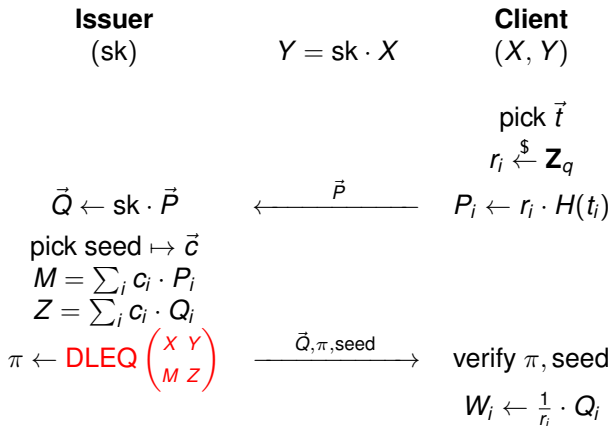 Issuer Client
(sk) Y = sk · X (X, Y)
pick t⃗
r_i ←$ Z_q
Q⃗ ← sk · P⃗ P⃗ P_i ← r_i · H(t_i)
pick seed ↦ c⃗
M = ∑_i c_i · P_i
Z = ∑_i c_i · Q_i
π ← DLEQ (X Y M Z) Q⃗, π, seed verify π, seed
W_i ← 1/r_i · Q_i